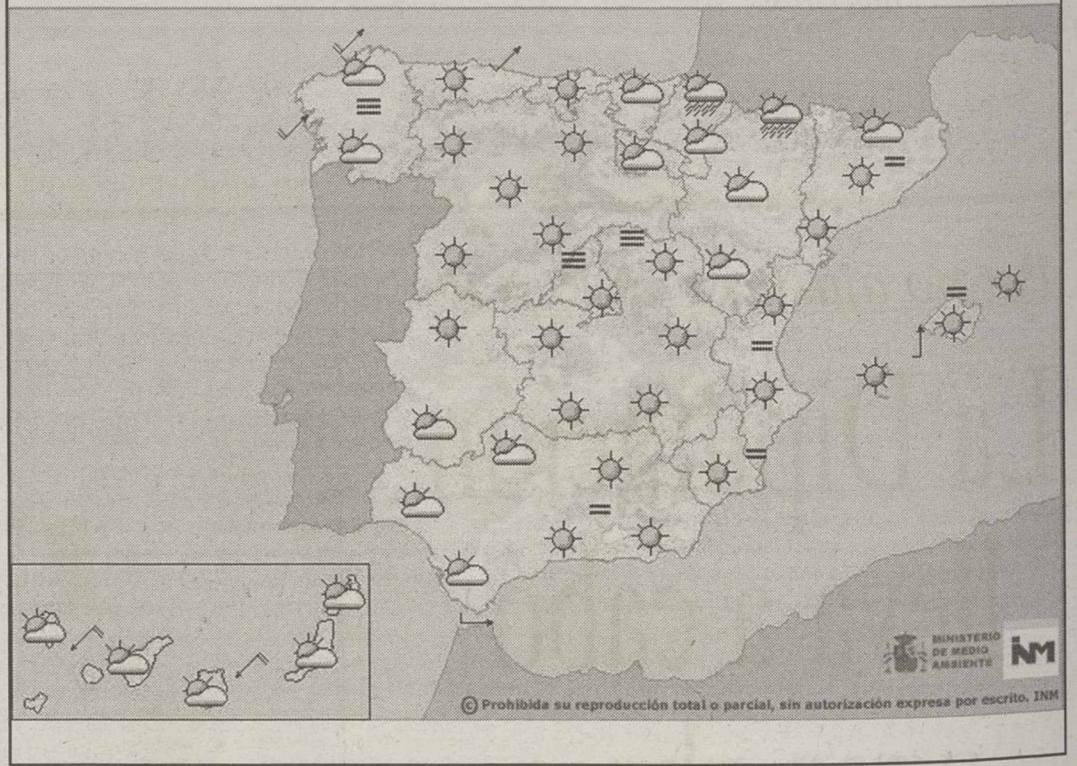 MINISTERIO
DE MEDIO
AMBIENTE
INM
© Prohibida su reproducción total o parcial, sin autorización expresa por escrito. INM